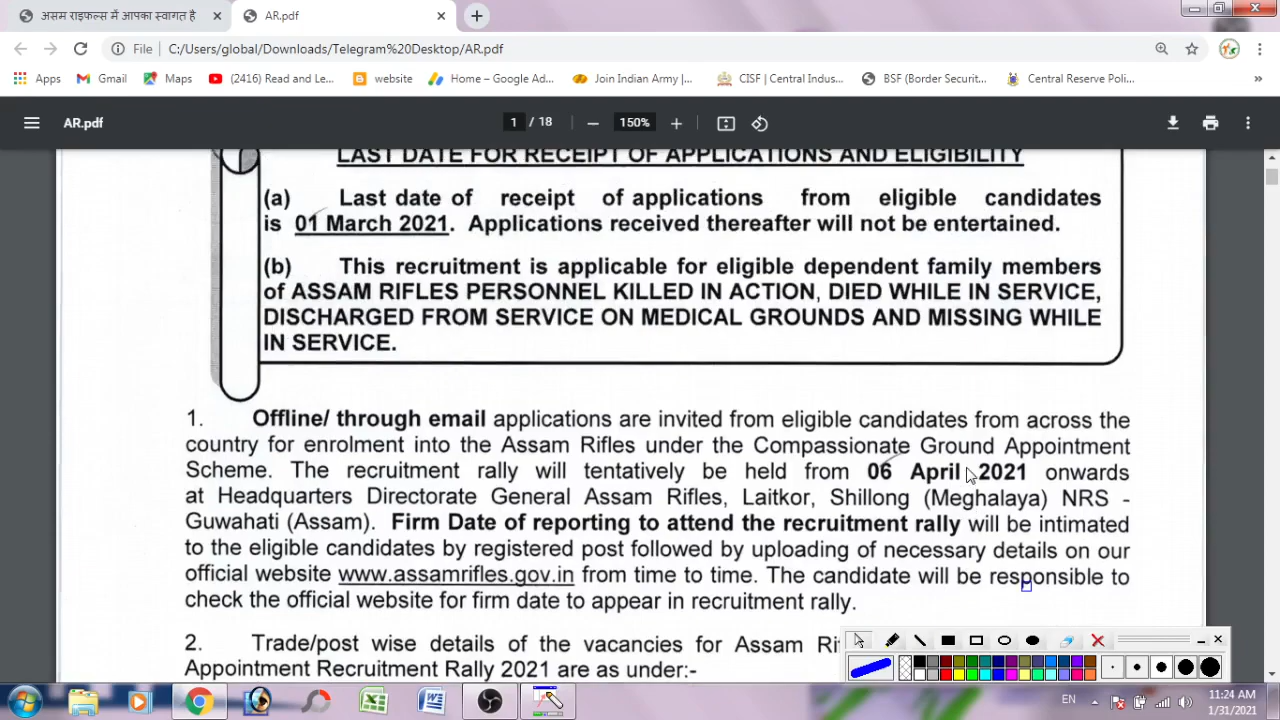 असम राइफल्स में आपका स्वागत है
AR.pdf
File
C:/Users/global/Downloads/Telegram%20Desktop/AR.pdf
Apps
Gmail
Maps
(2416) Read and Le...
website
Home – Google Ad...
Join Indian Army |...
CISF | Central Indus...
BSF (Border Securit...
Central Reserve Poli...
»
AR.pdf
1 / 18
150%
LAST DATE FOR RECEIPT OF APPLICATIONS AND ELIGIBILITY
(a) Last date of receipt of applications from eligible candidates
is 01 March 2021. Applications received thereafter will not be entertained.
(b) This recruitment is applicable for eligible dependent family members
of ASSAM RIFLES PERSONNEL KILLED IN ACTION, DIED WHILE IN SERVICE,
DISCHARGED FROM SERVICE ON MEDICAL GROUNDS AND MISSING WHILE
IN SERVICE.
1. Offline/ through email applications are invited from eligible candidates from across the
country for enrolment into the Assam Rifles under the Compassionate Ground Appointment
Scheme. The recruitment rally will tentatively be held from 06 April 2021 onwards
at Headquarters Directorate General Assam Rifles, Laitkor, Shillong (Meghalaya) NRS -
Guwahati (Assam). Firm Date of reporting to attend the recruitment rally will be intimated
to the eligible candidates by registered post followed by uploading of necessary details on our
official website www.assamrifles.gov.in from time to time. The candidate will be responsible to
check the official website for firm date to appear in recruitment rally.
2. Trade/post wise details of the vacancies for Assam
Appointment Recruitment Rally 2021 are as under:-
EN
11:24 AM
1/31/2021